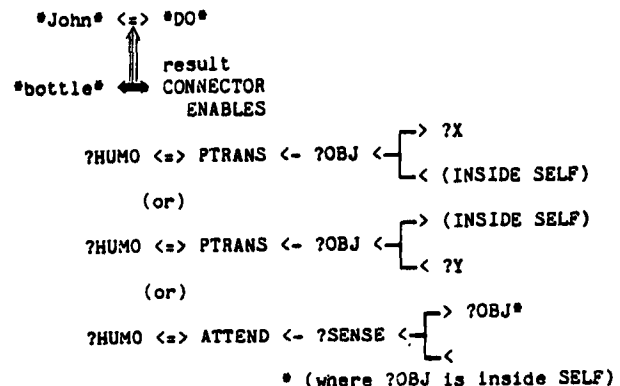 *John* <=> *DO*
result
*bottle* <=> CONNECTOR
ENABLES
> ?X
?HUMO <=> PTRANS <- ?OBJ <
< (INSIDE SELF)
(or)
> (INSIDE SELF)
?HUMO <=> PTRANS <- ?OBJ <
< ?Y
(or)
> ?OBJ*
?HUMO <=> ATTEND <- ?SENSE <
<
* (where ?OBJ is inside SELF)